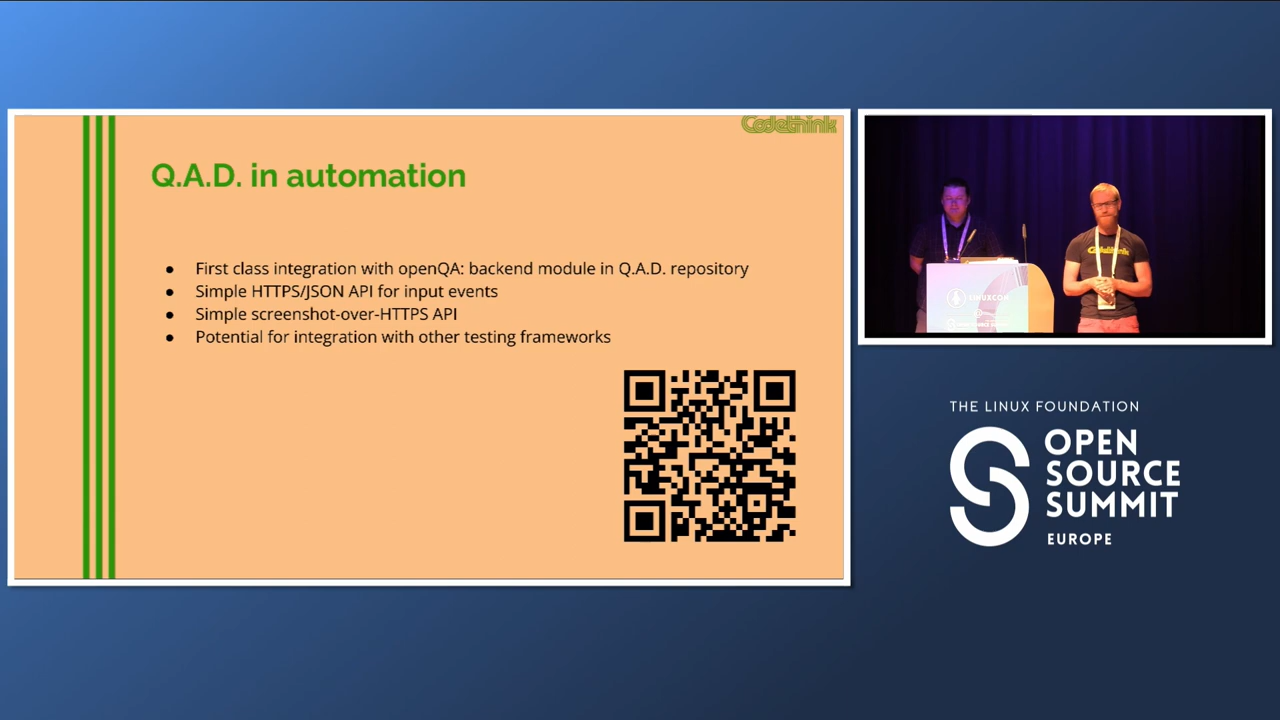 Codethink
Q.A.D. in automation
● First class integration with openQA: backend module in Q.A.D. repository
● Simple HTTPS/JSON API for input events
● Simple screenshot-over-HTTPS API
● Potential for integration with other testing frameworks
Codethink
LINUXCON
THE LINUX FOUNDATION
OPEN
SOURCE
SUMMIT
EUROPE